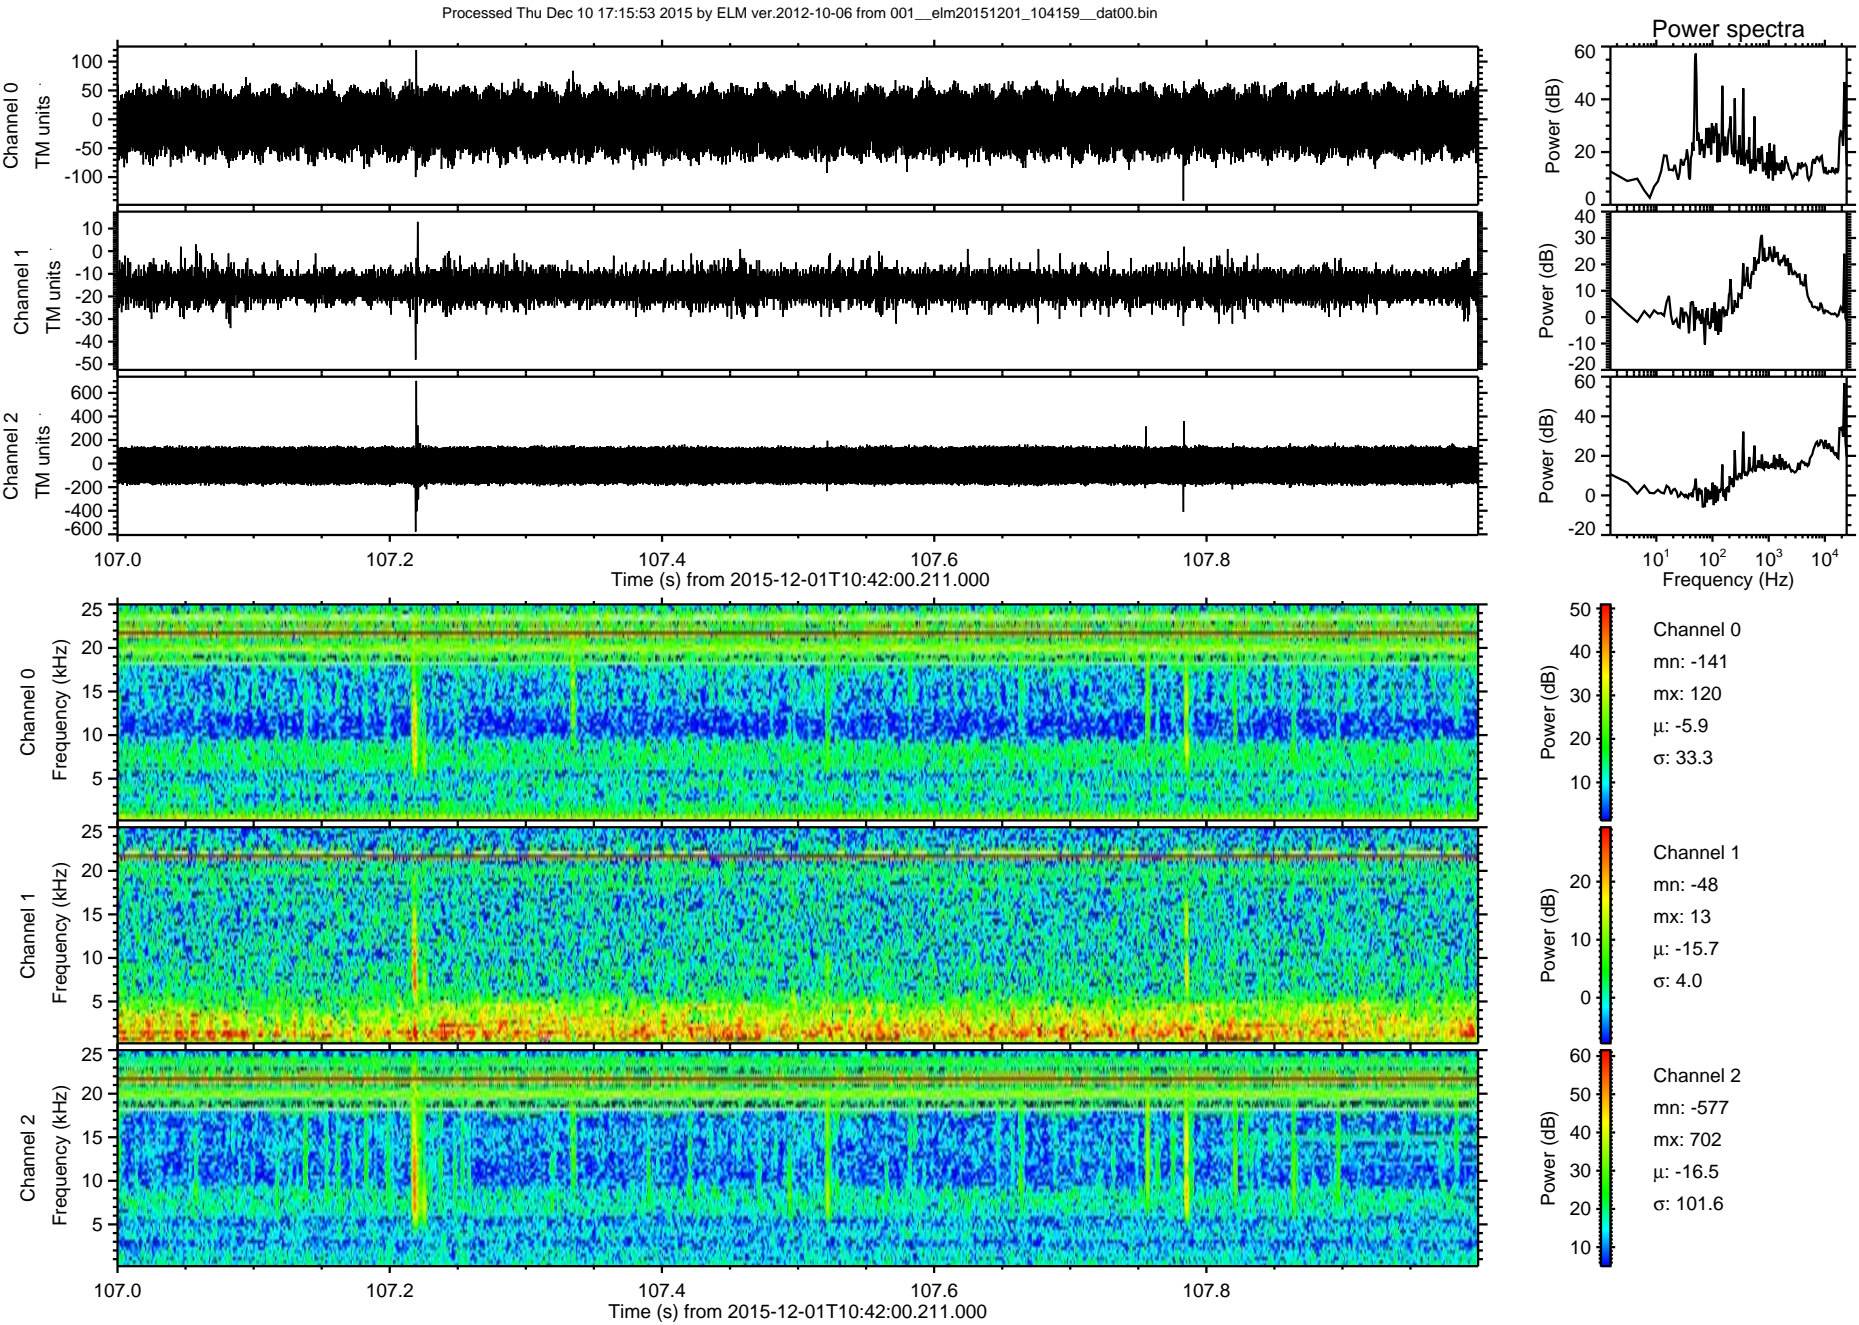 Processed Thu Dec 10 17:15:53 2015 by ELM ver.2012-10-06 from 001__elm20151201_104159__dat00.bin
Power spectra
Channel 0
TM units
100
50
0
-50
-100
Power (dB)
60
40
20
0
Channel 1
TM units
10
0
-10
-20
-30
-40
-50
Power (dB)
40
30
20
10
0
-10
-20
Channel 2
TM units
600
400
200
0
-200
-400
-600
Power (dB)
60
40
20
0
-20
107.0 107.2 107.4 107.6 107.8
Time (s) from 2015-12-01T10:42:00.211.000
10^1 10^2 10^3 10^4
Frequency (Hz)
Channel 0
Frequency (kHz)
25
20
15
10
5
Power (dB)
50
40
30
20
10
Channel 0
mn: -141
mx: 120
μ: -5.9
σ: 33.3
Channel 1
Frequency (kHz)
25
20
15
10
5
Power (dB)
20
10
0
Channel 1
mn: -48
mx: 13
μ: -15.7
σ: 4.0
Channel 2
Frequency (kHz)
25
20
15
10
5
Power (dB)
60
50
40
30
20
10
Channel 2
mn: -577
mx: 702
μ: -16.5
σ: 101.6
107.0 107.2 107.4 107.6 107.8
Time (s) from 2015-12-01T10:42:00.211.000